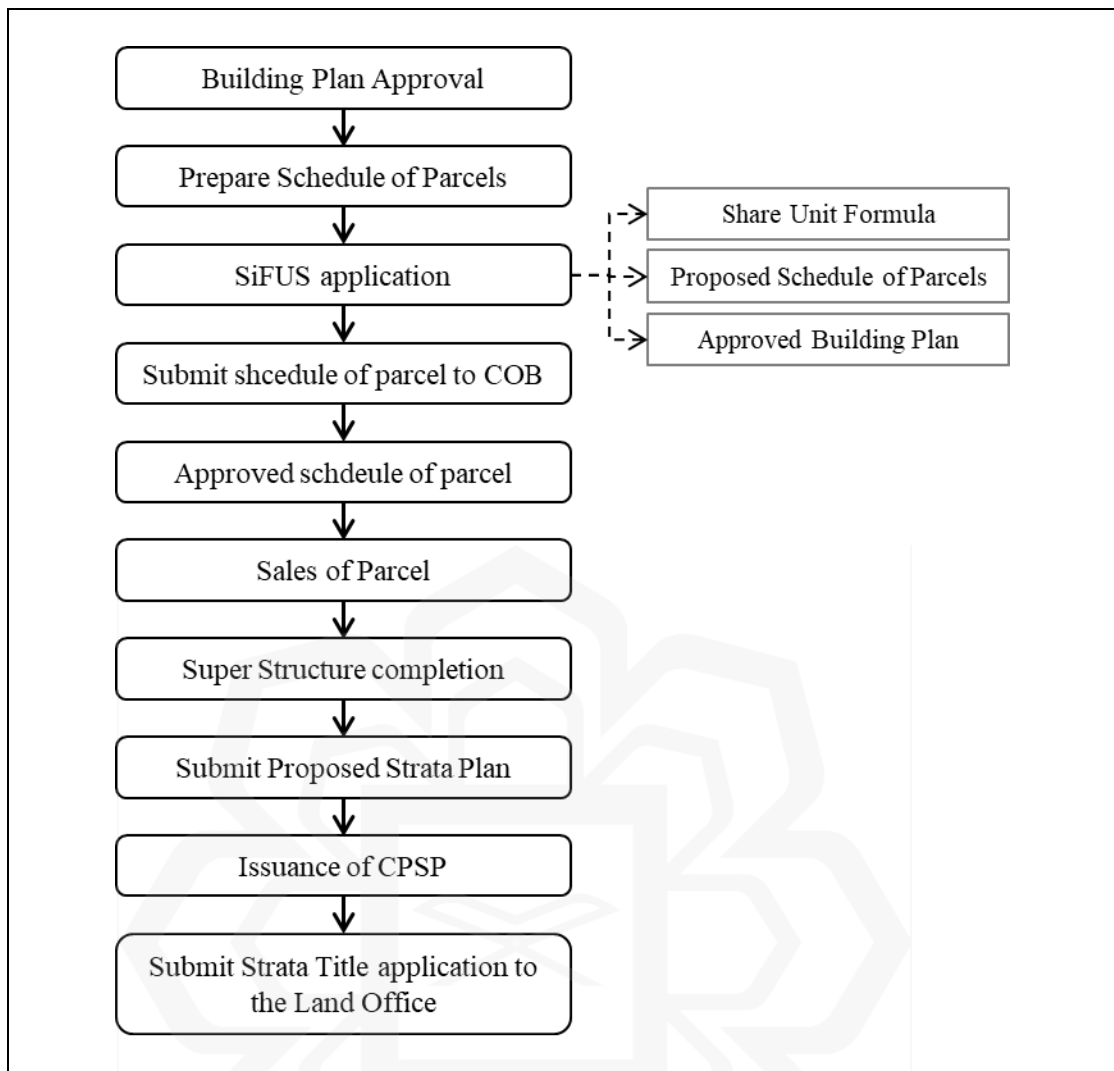 Building Plan Approval
Prepare Schedule of Parcels
SiFUS application
Share Unit Formula
Proposed Schedule of Parcels
Approved Building Plan
Submit shcedule of parcel to COB
Approved schdeule of parcel
Sales of Parcel
Super Structure completion
Submit Proposed Strata Plan
Issuance of CPSP
Submit Strata Title application to
the Land Office